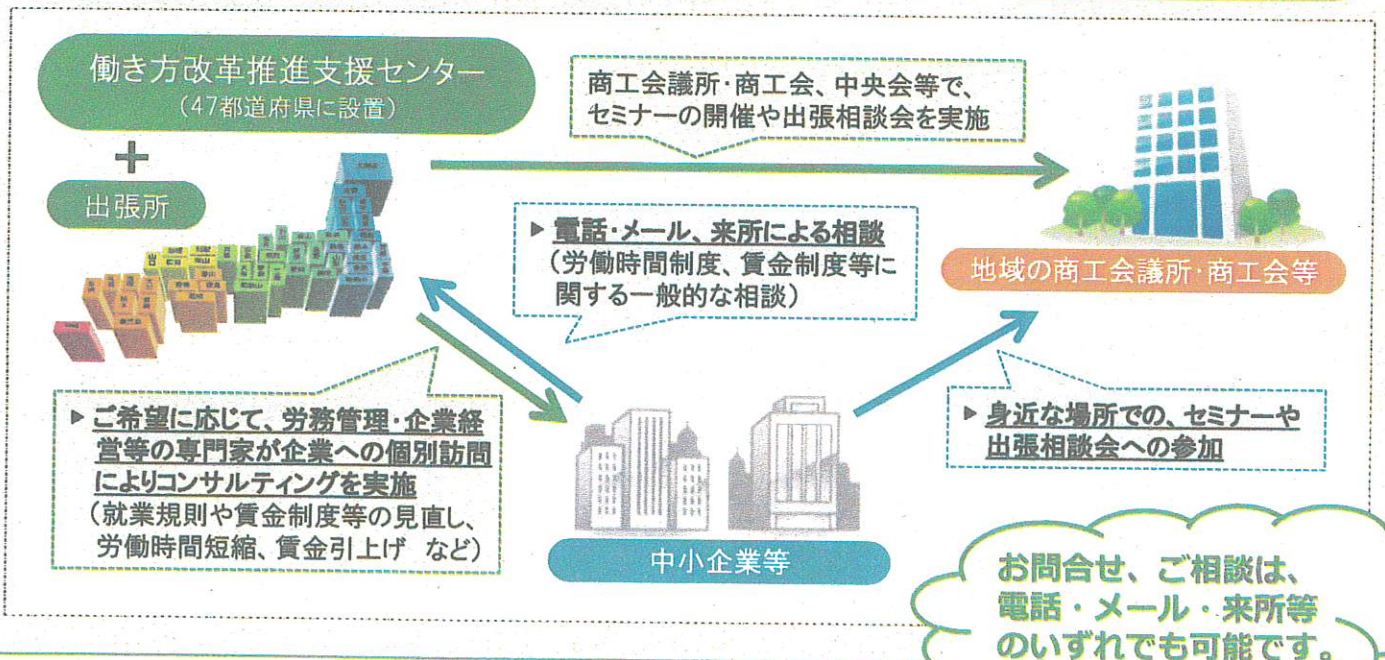 働き方改革推進支援センター
(47都道府県に設置)
+
出張所
商工会議所・商工会、中央会等で、
セミナーの開催や出張相談会を実施
▶ 電話・メール、来所による相談
(労働時間制度、賃金制度等に
関する一般的な相談)
地域の商工会議所・商工会等
▶ ご希望に応じて、労務管理・企業経
営等の専門家が企業への個別訪問
によりコンサルティングを実施
(就業規則や賃金制度等の見直し、
労働時間短縮、賃金引上げ など)
▶ 身近な場所での、セミナーや
出張相談会への参加
中小企業等
お問合せ、ご相談は、
電話・メール・来所等
のいずれでも可能です。